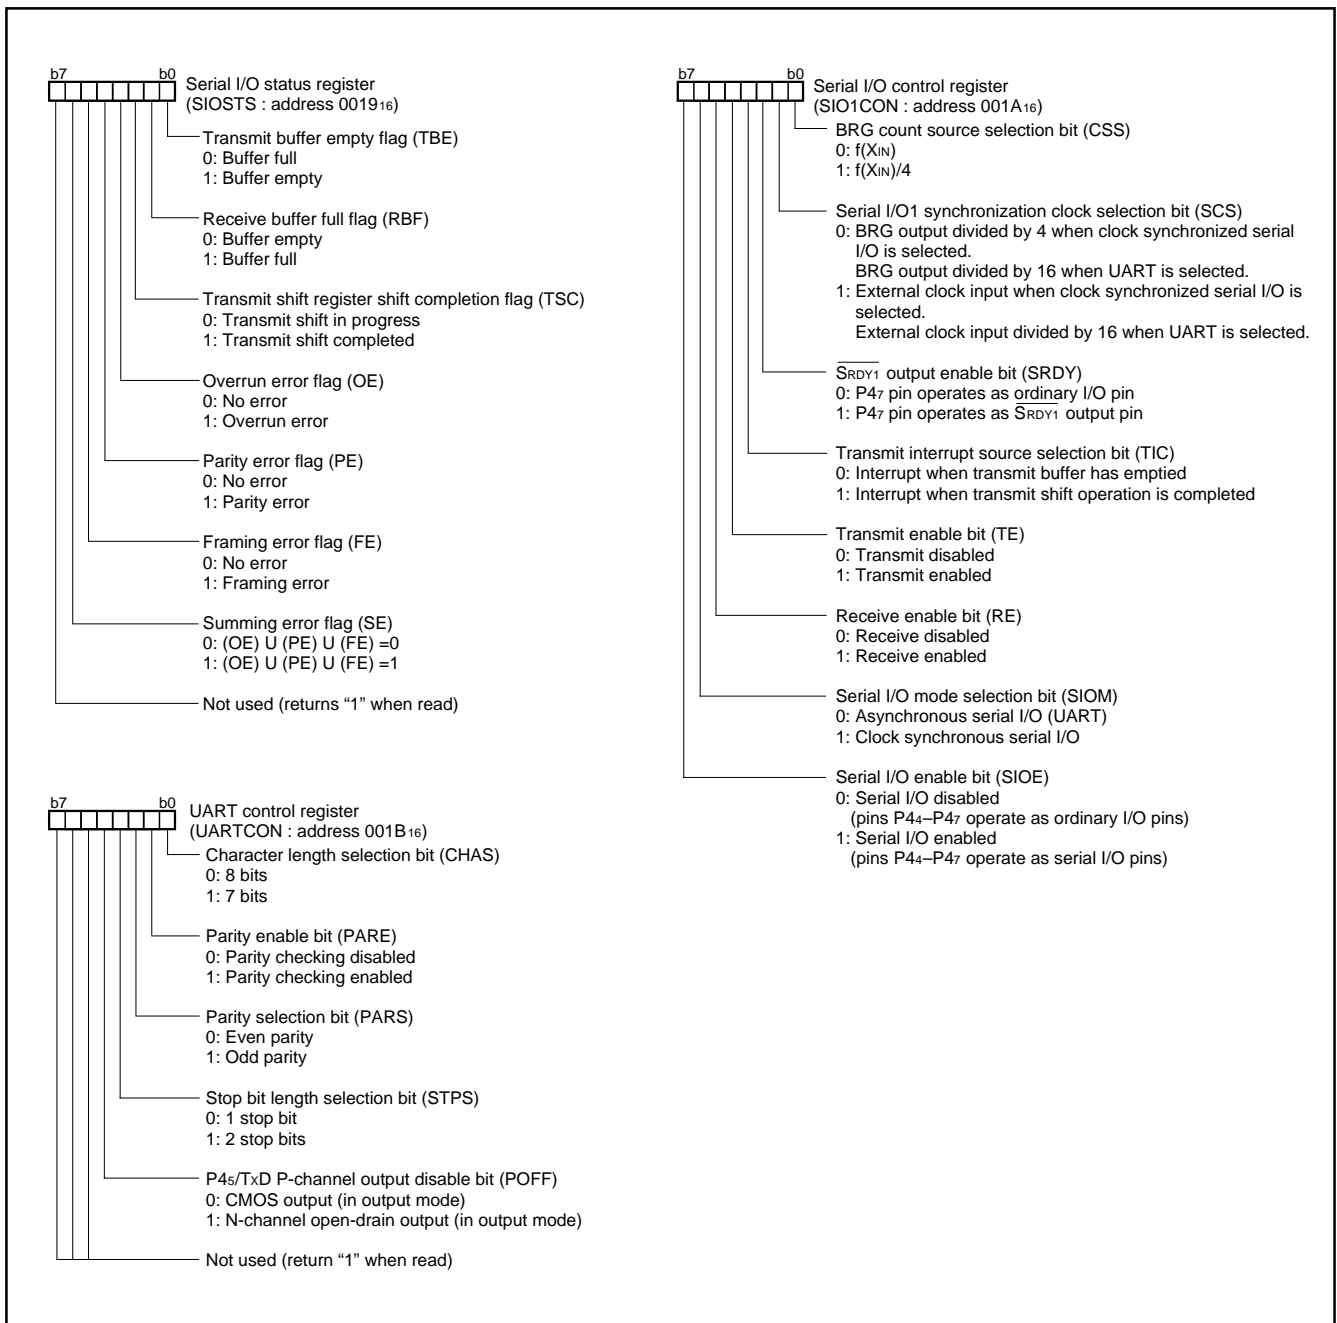 b7 b0
Serial I/O status register
(SIOSTS : address 0019₁₆)
Transmit buffer empty flag (TBE)
0: Buffer full
1: Buffer empty
Receive buffer full flag (RBF)
0: Buffer empty
1: Buffer full
Transmit shift register shift completion flag (TSC)
0: Transmit shift in progress
1: Transmit shift completed
Overrun error flag (OE)
0: No error
1: Overrun error
Parity error flag (PE)
0: No error
1: Parity error
Framing error flag (FE)
0: No error
1: Framing error
Summing error flag (SE)
0: (OE) U (PE) U (FE) =0
1: (OE) U (PE) U (FE) =1
Not used (returns “1” when read)
b7 b0
UART control register
(UARTCON : address 001B₁₆)
Character length selection bit (CHAS)
0: 8 bits
1: 7 bits
Parity enable bit (PARE)
0: Parity checking disabled
1: Parity checking enabled
Parity selection bit (PARS)
0: Even parity
1: Odd parity
Stop bit length selection bit (STPS)
0: 1 stop bit
1: 2 stop bits
P4₅/TxD P-channel output disable bit (POFF)
0: CMOS output (in output mode)
1: N-channel open-drain output (in output mode)
Not used (return “1” when read)
b7 b0
Serial I/O control register
(SIO1CON : address 001A₁₆)
BRG count source selection bit (CSS)
0: f(XIN)
1: f(XIN)/4
Serial I/O1 synchronization clock selection bit (SCS)
0: BRG output divided by 4 when clock synchronized serial
I/O is selected.
BRG output divided by 16 when UART is selected.
1: External clock input when clock synchronized serial I/O is
selected.
External clock input divided by 16 when UART is selected.
S̅R̅D̅Y̅1̅ output enable bit (SRDY)
0: P4₇ pin operates as ordinary I/O pin
1: P4₇ pin operates as S̅R̅D̅Y̅1̅ output pin
Transmit interrupt source selection bit (TIC)
0: Interrupt when transmit buffer has emptied
1: Interrupt when transmit shift operation is completed
Transmit enable bit (TE)
0: Transmit disabled
1: Transmit enabled
Receive enable bit (RE)
0: Receive disabled
1: Receive enabled
Serial I/O mode selection bit (SIOM)
0: Asynchronous serial I/O (UART)
1: Clock synchronous serial I/O
Serial I/O enable bit (SIOE)
0: Serial I/O disabled
(pins P4₄–P4₇ operate as ordinary I/O pins)
1: Serial I/O enabled
(pins P4₄–P4₇ operate as serial I/O pins)